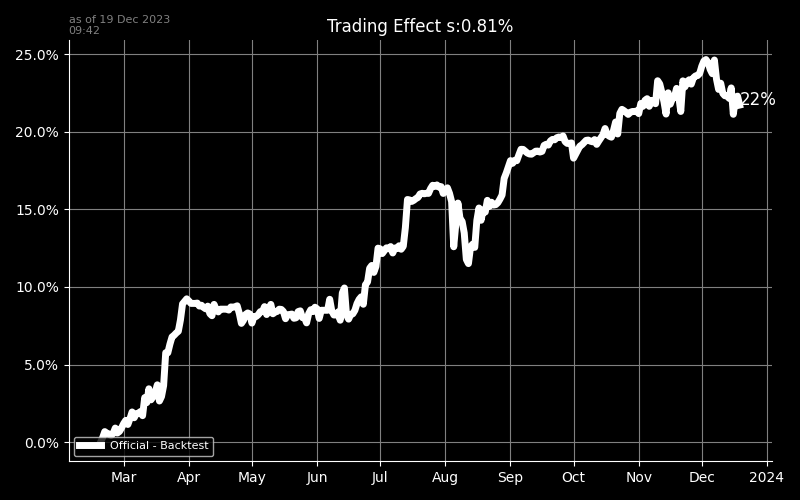 as of 19 Dec 2023
09:42
Trading Effect s:0.81%
25.0%
20.0%
15.0%
10.0%
5.0%
0.0%
22%
Official - Backtest
Mar Apr May Jun Jul Aug Sep Oct Nov Dec 2024